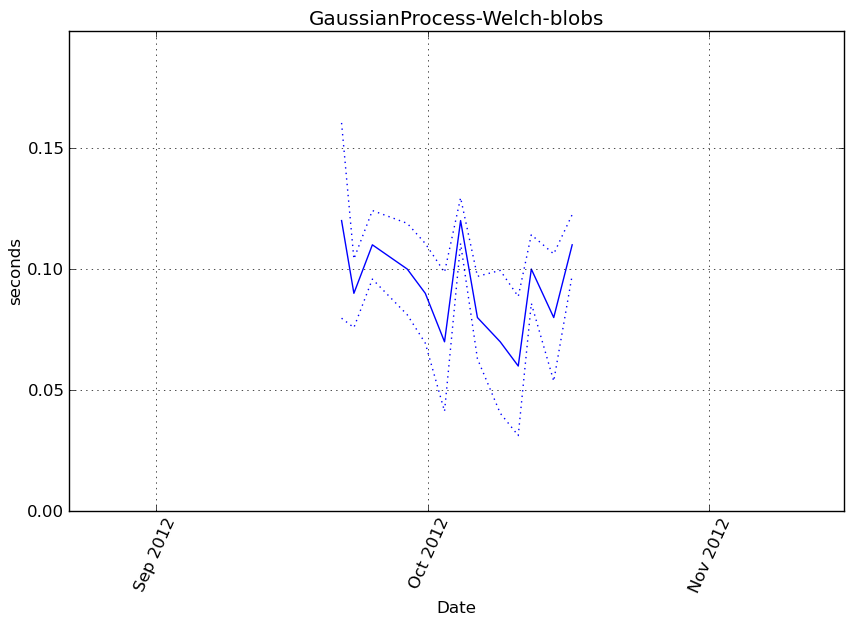 GaussianProcess-Welch-blobs
seconds
0.15
0.10
0.05
0.00
Sep 2012
Oct 2012
Nov 2012
Date